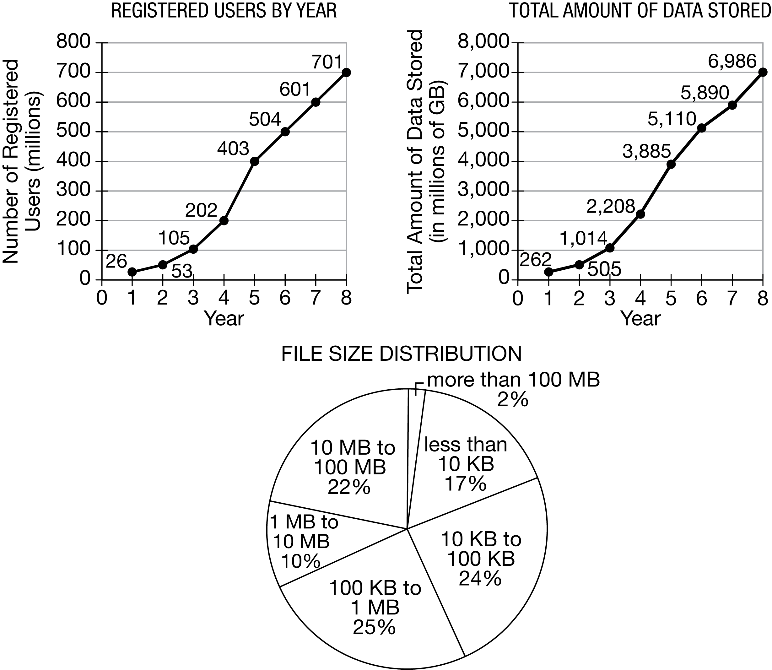 REGISTERED USERS BY YEAR
Number of Registered
Users (millions)
800
700
600
500
400
300
200
100
0
26
53
105
202
403
504
601
701
0 1 2 3 4 5 6 7 8
Year
TOTAL AMOUNT OF DATA STORED
Total Amount of Data Stored
(in millions of GB)
8,000
7,000
6,000
5,000
4,000
3,000
2,000
1,000
0
262
505
1,014
2,208
3,885
5,110
5,890
6,986
0 1 2 3 4 5 6 7 8
Year
FILE SIZE DISTRIBUTION
more than 100 MB
2%
less than
10 KB
17%
10 KB to
100 KB
24%
100 KB to
1 MB
25%
1 MB to
10 MB
10%
10 MB to
100 MB
22%